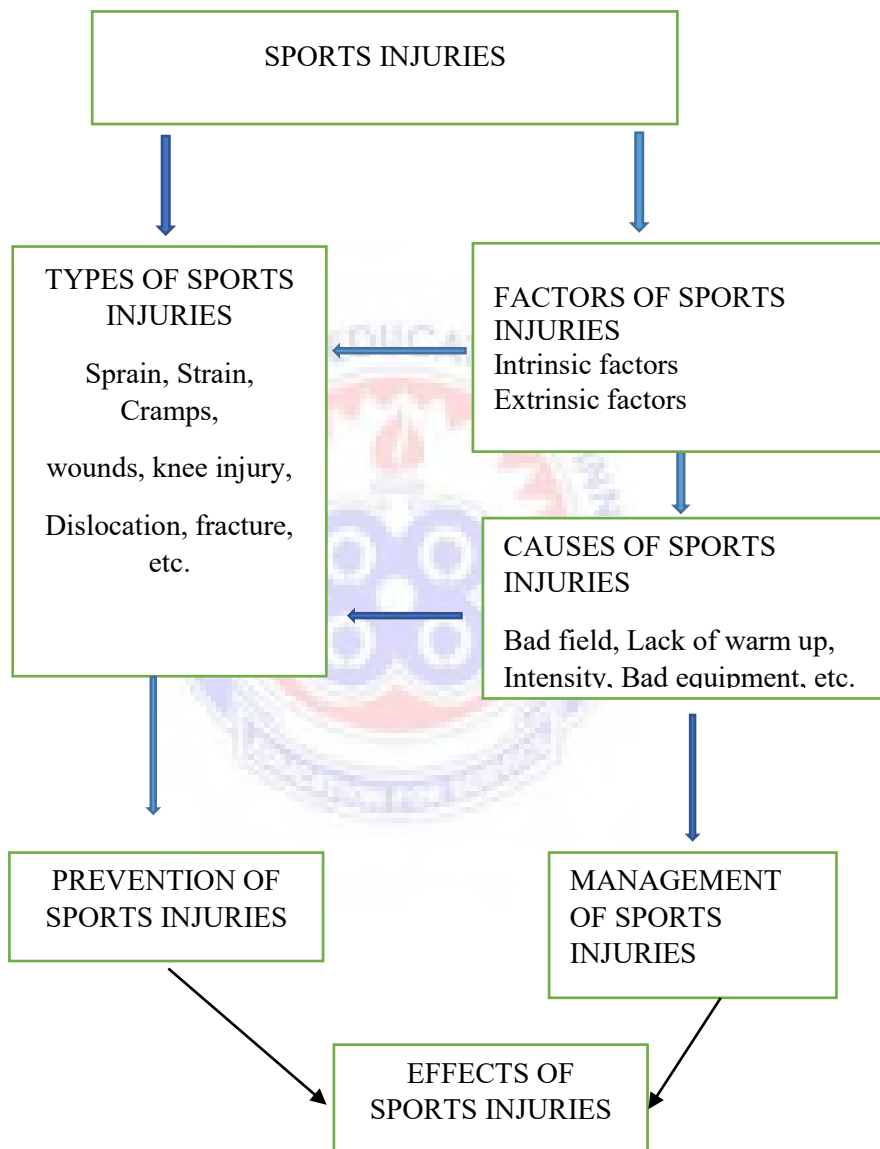 SPORTS INJURIES
TYPES OF SPORTS
INJURIES
Sprain, Strain,
Cramps,
wounds, knee injury,
Dislocation, fracture,
etc.
FACTORS OF SPORTS
INJURIES
Intrinsic factors
Extrinsic factors
CAUSES OF SPORTS
INJURIES
Bad field, Lack of warm up,
Intensity, Bad equipment, etc.
PREVENTION OF
SPORTS INJURIES
MANAGEMENT
OF SPORTS
INJURIES
EFFECTS OF
SPORTS INJURIES